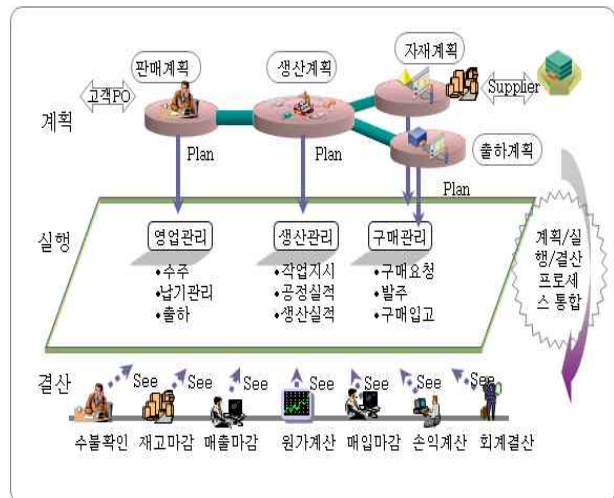 판매계획
생산계획
자재계획
고객PO
Supplier
계획
출하계획
Plan
Plan
Plan
실행
영업관리
생산관리
구매관리
•수주
•납기관리
•출하
•작업지시
•공정실적
•생산실적
•구매요청
•발주
•구매입고
계획/실
행/결산
프로세
스 통합
결산
See
See
See
See
See
See
See
수불확인
재고마감
매출마감
원가계산
매입마감
손익계산
회계결산